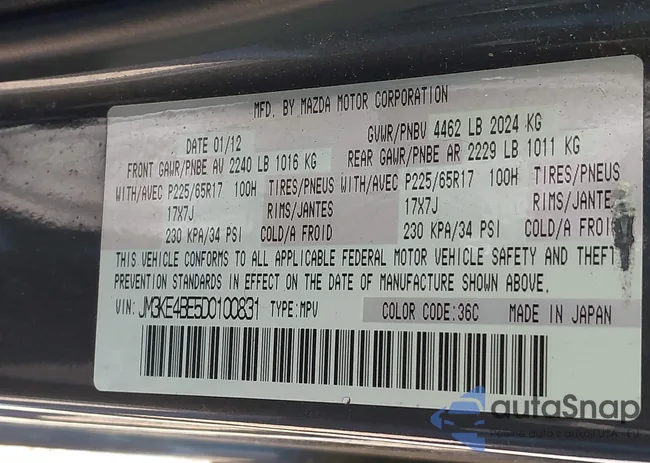 MFD. BY MAZDA MOTOR CORPORATION
DATE 01/12 GVWR/PNBV 4462 LB 2024 KG
FRONT GAWR/PNBE AV 2240 LB 1016 KG REAR GAWR/PNBE AR 2229 LB 1011 KG
WITH/AVEC P225/65R17 100H TIRES/PNEUS WITH/AVEC P225/65R17 100H TIRES/PNEUS
17X7J RIMS/JANTES 17X7J RIMS/JANTES
230 KPA/34 PSI COLD/A FROID 230 KPA/34 PSI COLD/A FROID
THIS VEHICLE CONFORMS TO ALL APPLICABLE FEDERAL MOTOR VEHICLE SAFETY AND THEFT
PREVENTION STANDARDS IN EFFECT ON THE DATE OF MANUFACTURE SHOWN ABOVE.
VIN: JM3KE4BE5D0100831 TYPE:MPV COLOR CODE:36C MADE IN JAPAN
autoSnap